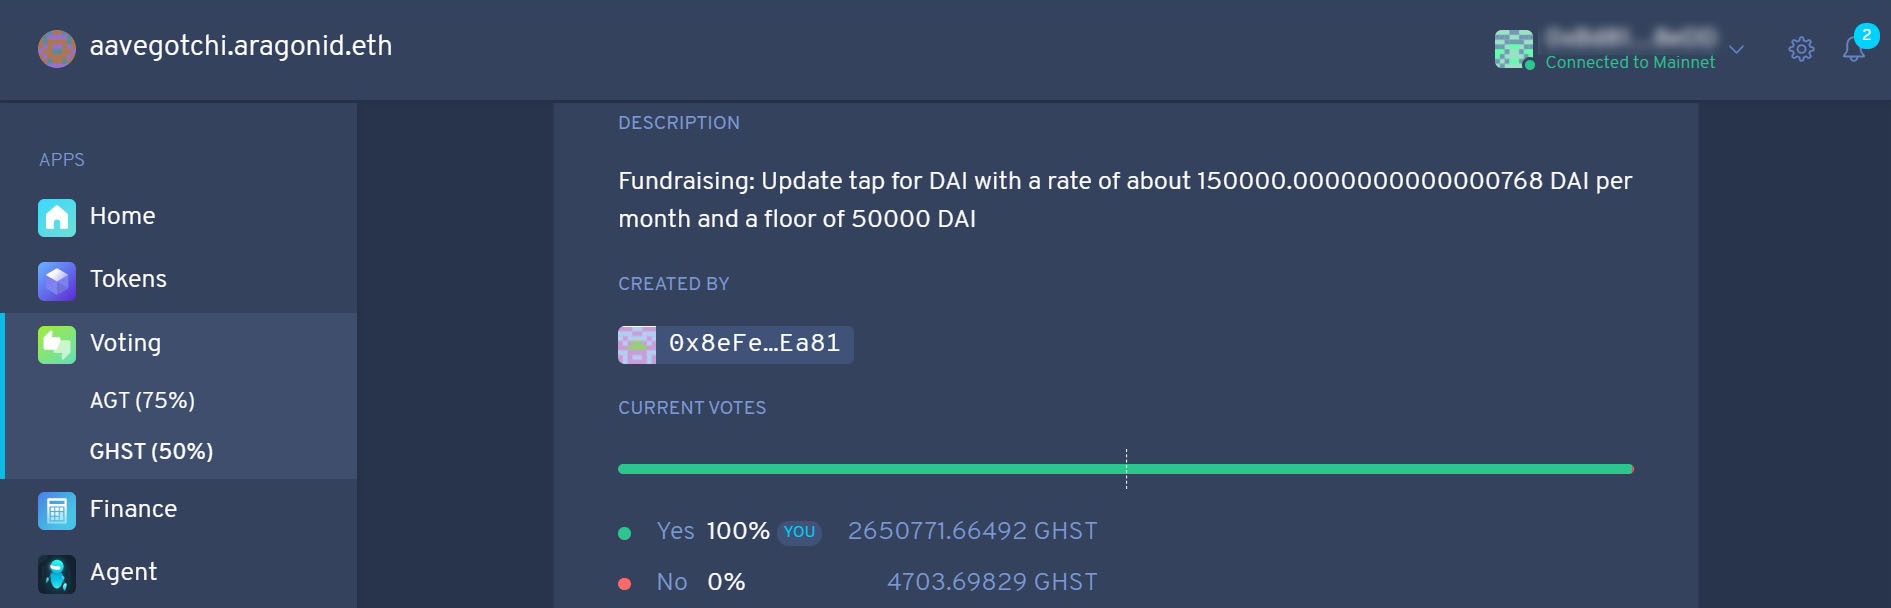 aavegotchi.aragonid.eth
Connected to Mainnet
2
APPS
Home
Tokens
Voting
AGT (75%)
GHST (50%)
Finance
Agent
DESCRIPTION
Fundraising: Update tap for DAI with a rate of about 150000.0000000000000768 DAI per
month and a floor of 50000 DAI
CREATED BY
0x8eFe…Ea81
CURRENT VOTES
Yes 100% YOU 2650771.66492 GHST
No 0% 4703.69829 GHST